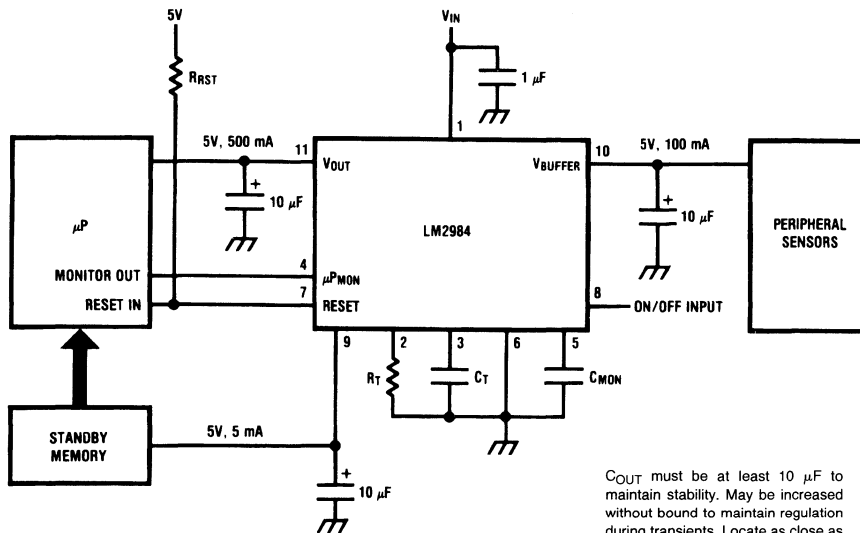 5V
VIN
RRST
1 μF
1
5V, 500 mA
11
VOUT
10
5V, 100 mA
VBUFFER
+
10 μF
+
10 μF
μP
LM2984
PERIPHERAL
SENSORS
MONITOR OUT
4
μPMON
RESET IN
7
RESET
8
ON/OFF INPUT
9
2
3
6
5
RT
CT
CMON
STANDBY
MEMORY
5V, 5 mA
+
10 μF
COUT must be at least 10 μF to
maintain stability. May be increased
without bound to maintain regulation
during transients. Locate as close as